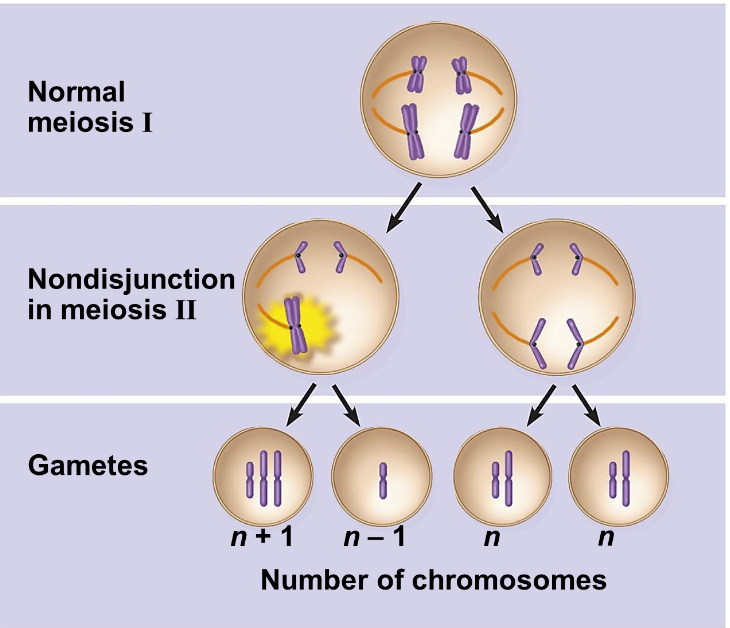 Normal
meiosis I
Nondisjunction
in meiosis II
Gametes
n + 1
n – 1
n
n
Number of chromosomes